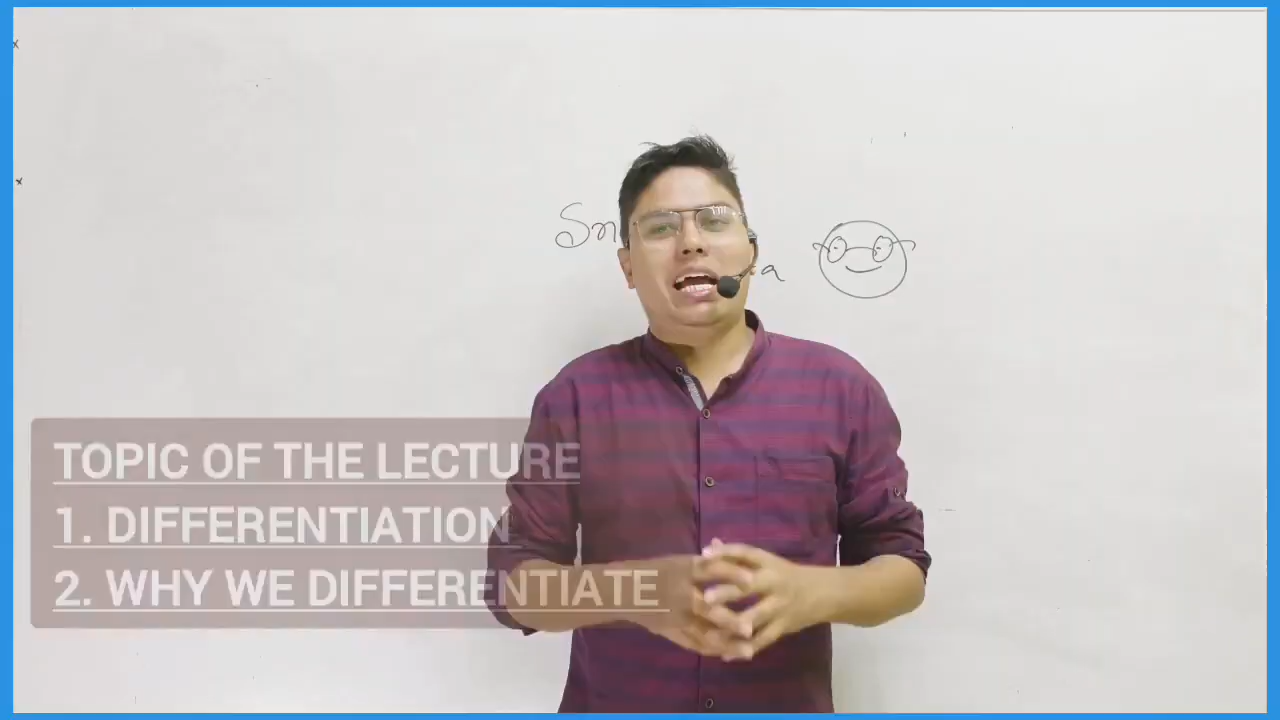 TOPIC OF THE LECTURE
1. DIFFERENTIATION
2. WHY WE DIFFERENTIATE